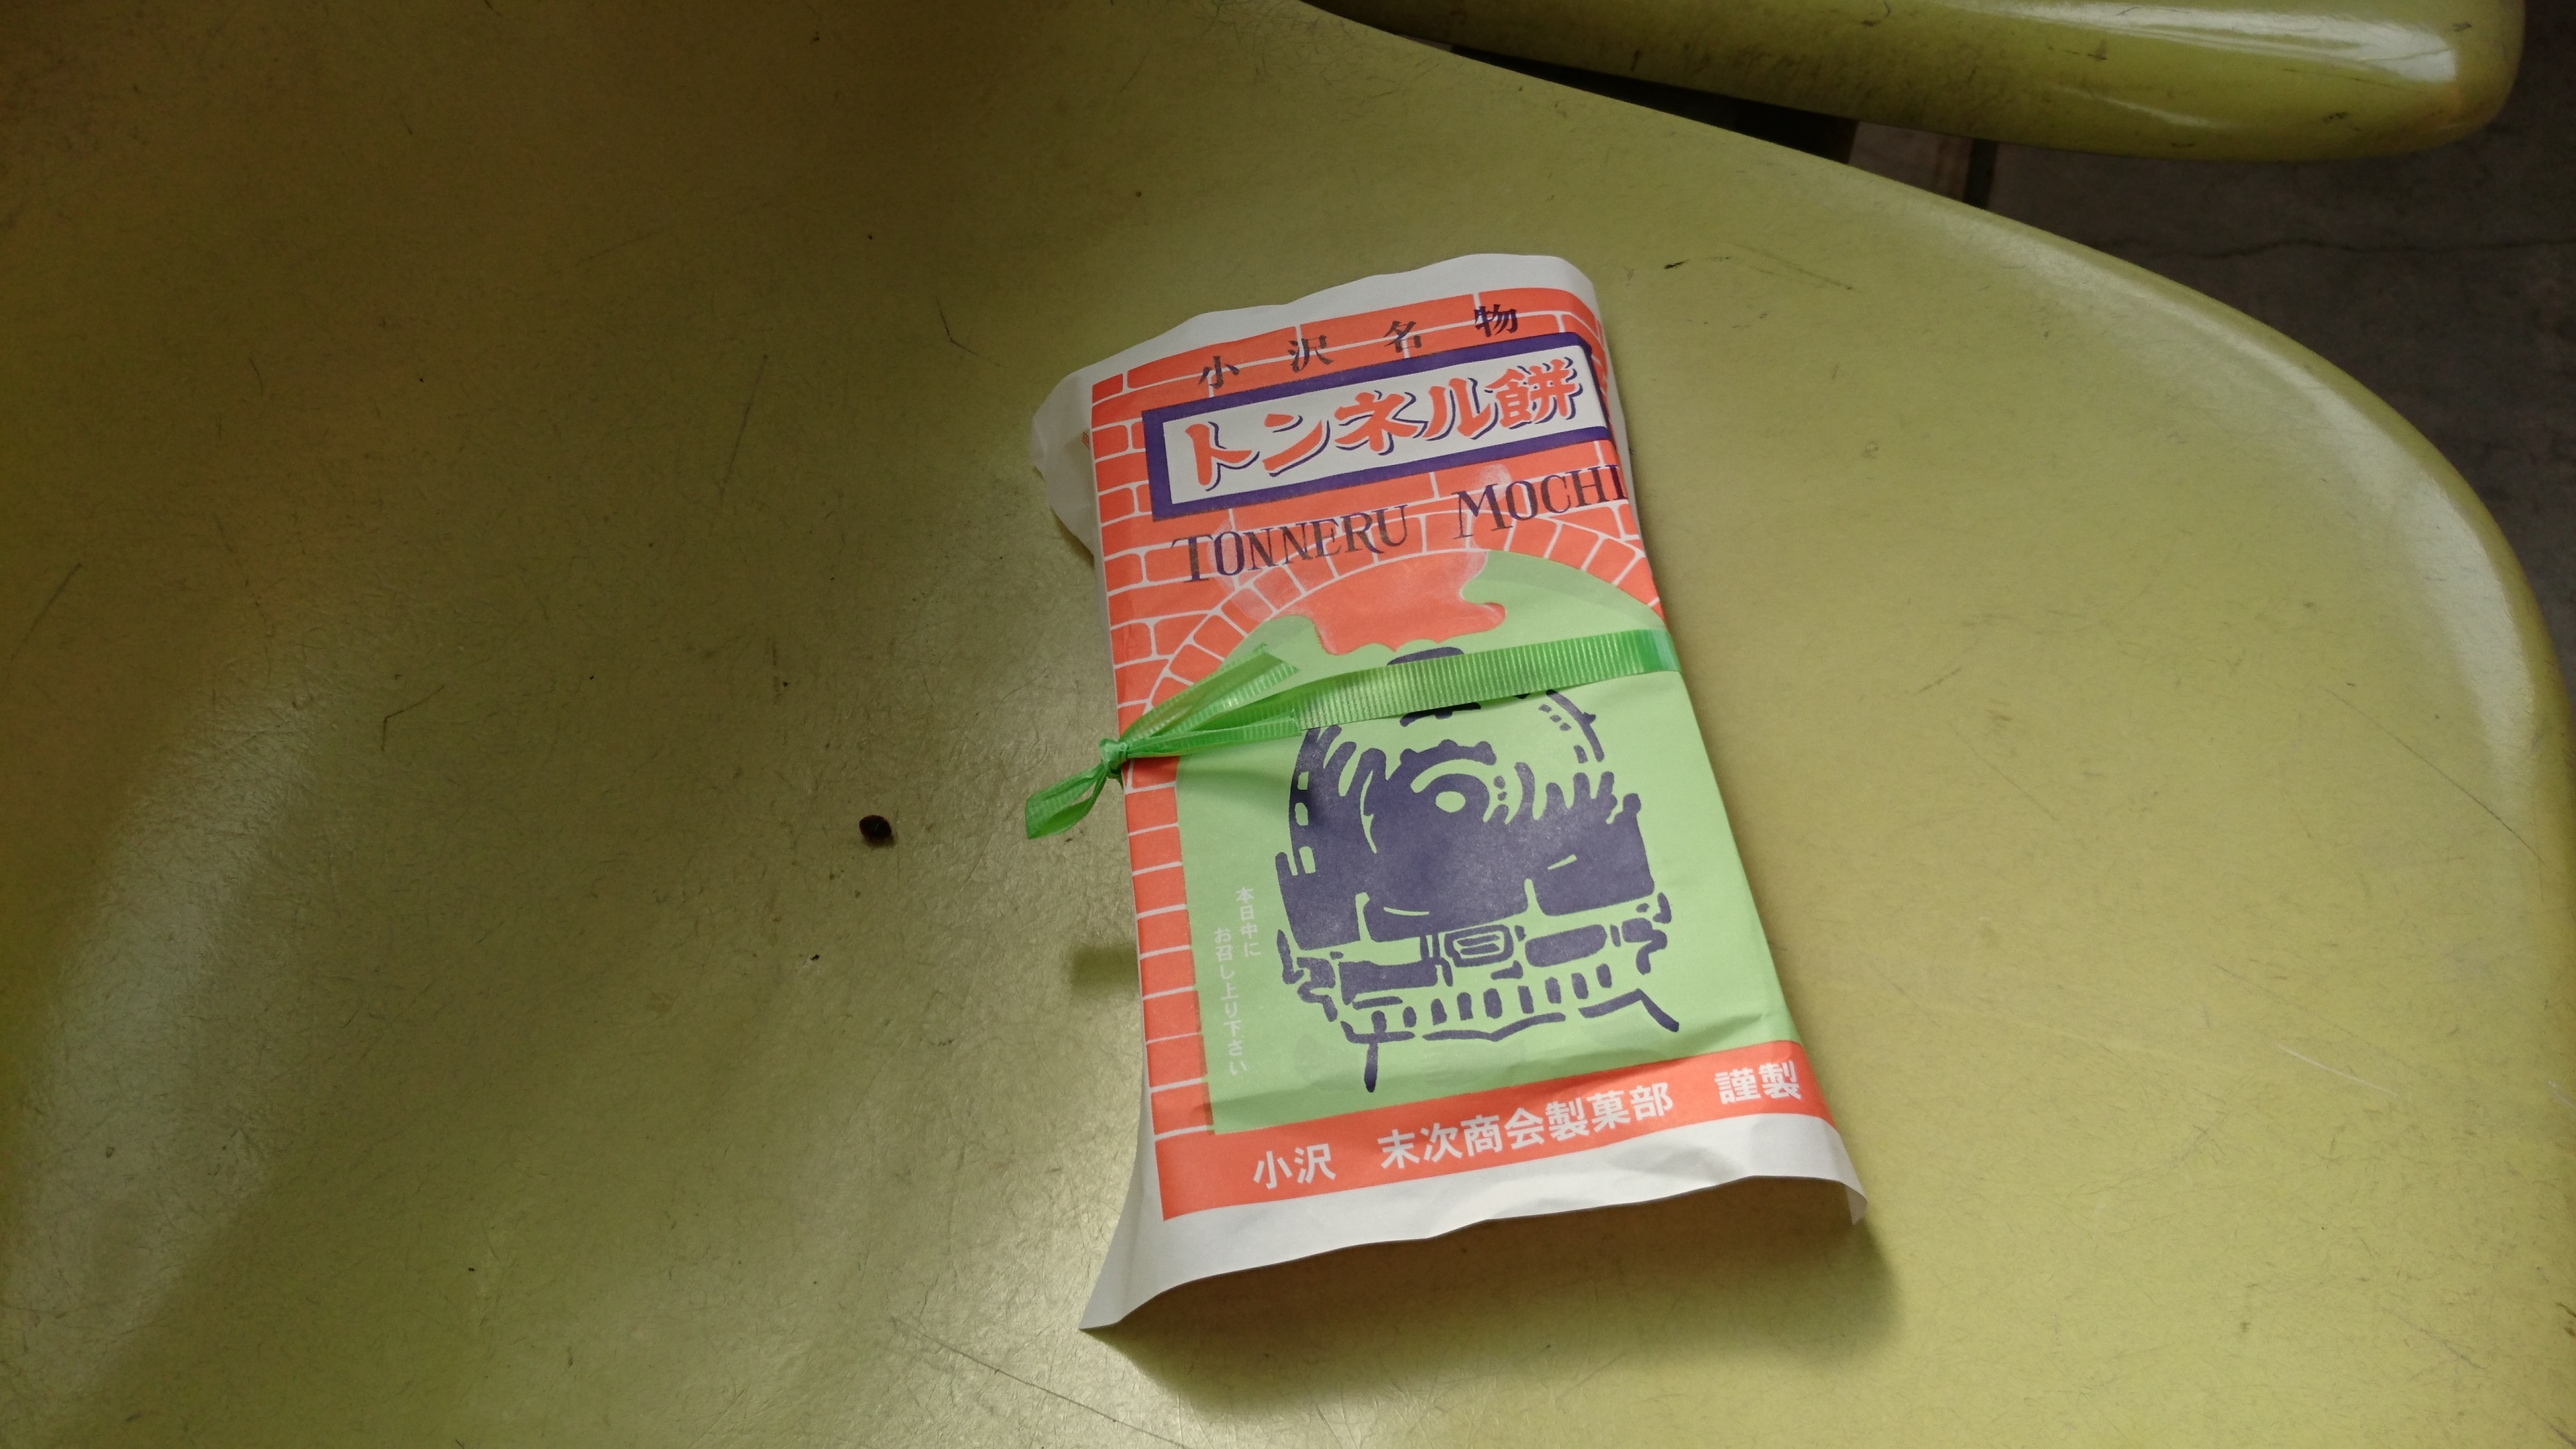 小沢名物
トンネル餅
TONNERU MOCHI
本日中に
お召し上り下さい
小沢 末次商会製菓部 謹製